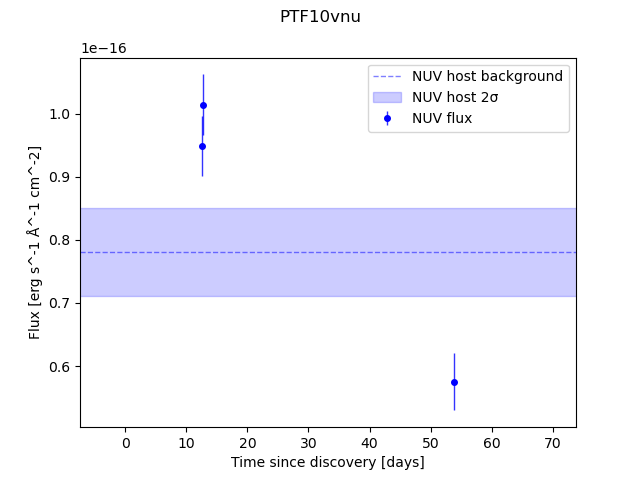 PTF10vnu
1e−16
NUV host background
NUV host 2σ
NUV flux
1.0
0.9
0.8
0.7
0.6
Flux [erg s^-1 Å^-1 cm^-2]
0 10 20 30 40 50 60 70
Time since discovery [days]